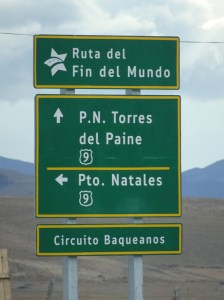 Ruta del
Fin del Mundo
P.N. Torres
del Paine
9
Pto. Natales
9
Circuito Baqueanos